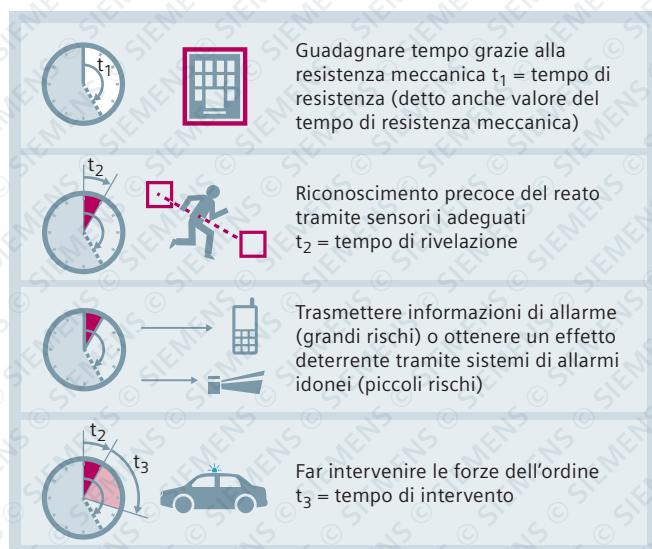 t₁
Guadagnare tempo grazie alla
resistenza meccanica t₁ = tempo di
resistenza (detto anche valore del
tempo di resistenza meccanica)
t₂
Riconoscimento precoce del reato
tramite sensori i adeguati
t₂ = tempo di rivelazione
Trasmettere informazioni di allarme
(grandi rischi) o ottenere un effetto
deterrente tramite sistemi di allarmi
idonei (piccoli rischi)
t₂
t₃
Far intervenire le forze dell'ordine
t₃ = tempo di intervento
© SIEMENS